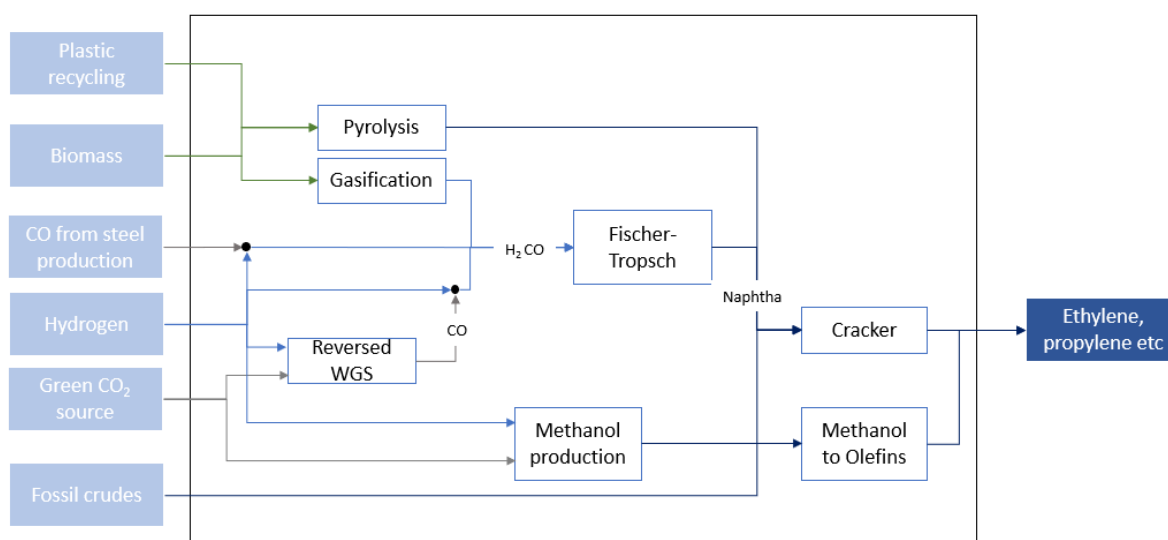 Plastic
recycling
Biomass
CO from steel
production
Hydrogen
Green CO₂
source
Fossil crudes
Pyrolysis
Gasification
Reversed
WGS
CO
H₂ CO
Fischer-
Tropsch
Naphtha
Methanol
production
Cracker
Methanol
to Olefins
Ethylene,
propylene etc